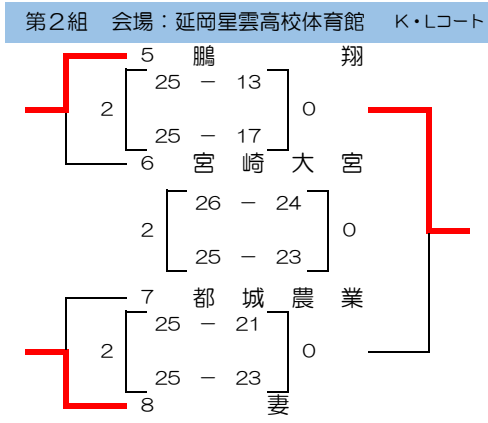 第2組 会場：延岡星雲高校体育館 K・Lコート
5 鵬 翔
25 － 13
2 0
25 － 17
6 宮 崎 大 宮
26 － 24
2 0
25 － 23
7 都 城 農 業
25 － 21
2 0
25 － 23
8 妻